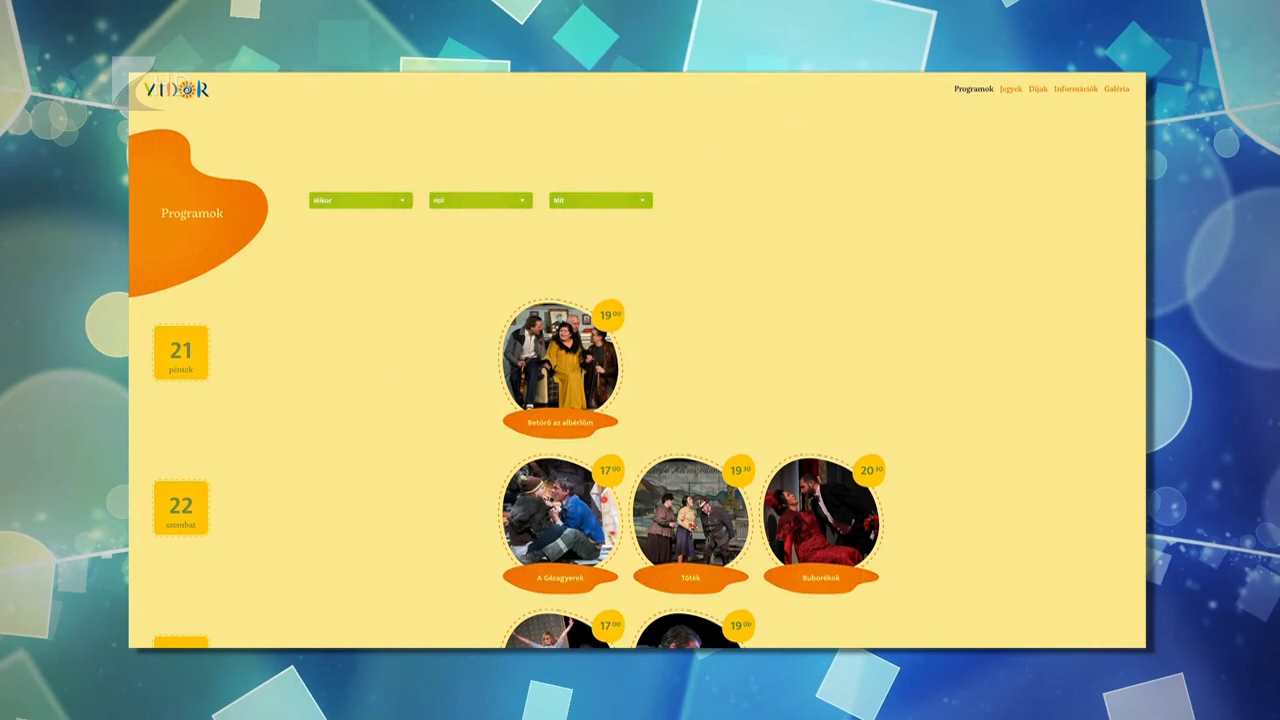 VIDOR
Programok Jegyek Díjak Információk Galéria
Programok
Mikor Hol Mit
19 00
21
péntek
Betörő az albérlőm
17 00 19 30 20 30
22
szombat
A Gézagyerek Tóték Buborékok
17 00 19 00